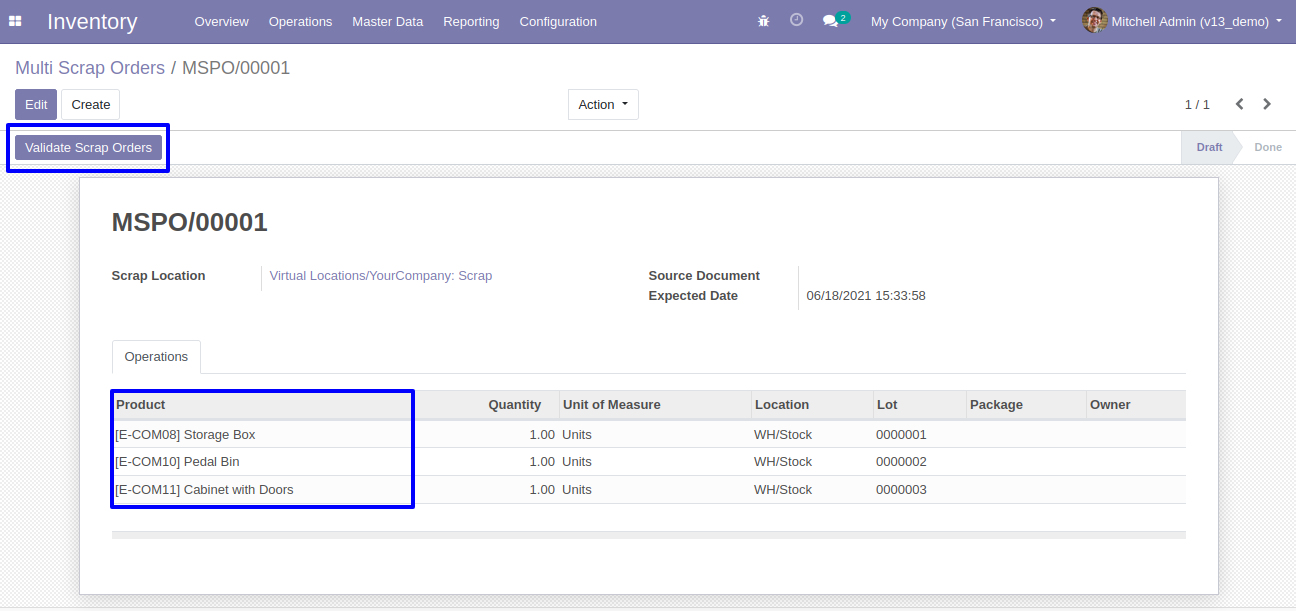 Inventory Overview Operations Master Data Reporting Configuration 2 My Company (San Francisco) Mitchell Admin (v13_demo)
Multi Scrap Orders / MSPO/00001
Edit Create Action 1 / 1
Validate Scrap Orders Draft Done
MSPO/00001
Scrap Location Virtual Locations/YourCompany: Scrap Source Document
Expected Date 06/18/2021 15:33:58
Operations
Product Quantity Unit of Measure Location Lot Package Owner
[E-COM08] Storage Box 1.00 Units WH/Stock 0000001
[E-COM10] Pedal Bin 1.00 Units WH/Stock 0000002
[E-COM11] Cabinet with Doors 1.00 Units WH/Stock 0000003